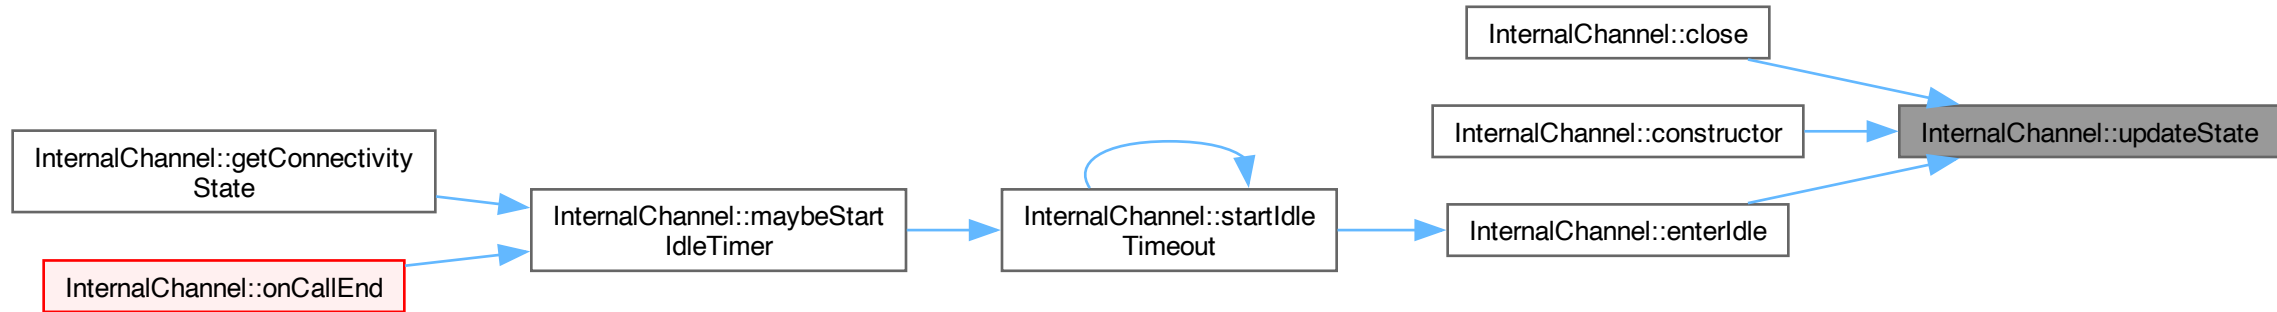 InternalChannel::close
InternalChannel::constructor
InternalChannel::updateState
InternalChannel::getConnectivity
State
InternalChannel::maybeStart
IdleTimer
InternalChannel::startIdle
Timeout
InternalChannel::enterIdle
InternalChannel::onCallEnd